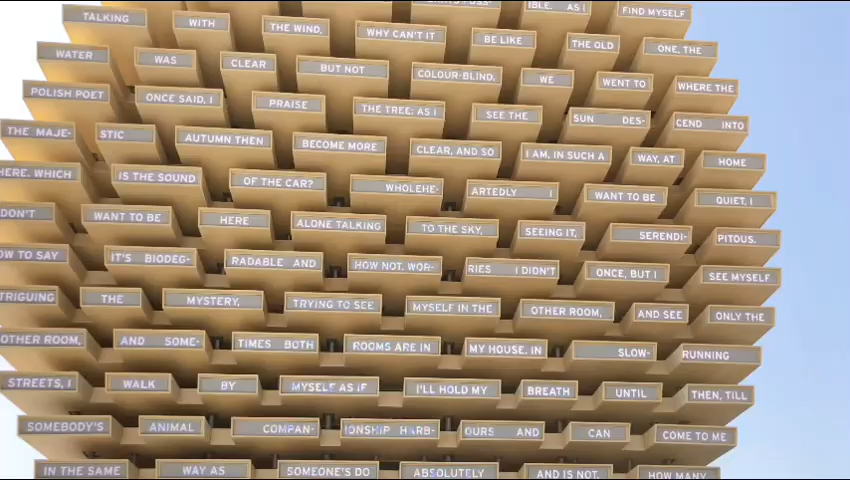 IBLE. AS I FIND MYSELF
TALKING WITH THE WIND, WHY CAN'T IT BE LIKE THE OLD ONE, THE
WATER WAS CLEAR BUT NOT COLOUR-BLIND. WE WENT TO WHERE THE
POLISH POET ONCE SAID, I PRAISE THE TREE: AS I SEE THE SUN DES- CEND INTO
THE MAJE- STIC AUTUMN THEN BECOME MORE CLEAR, AND SO I AM, IN SUCH A WAY, AT HOME
HERE. WHICH IS THE SOUND OF THE CAR? WHOLEHE- ARTEDLY I WANT TO BE QUIET, I
DON'T WANT TO BE HERE ALONE TALKING TO THE SKY, SEEING IT, SERENDI- PITOUS.
OW TO SAY IT'S BIODEG- RADABLE AND HOW NOT. WOR- RIES I DIDN'T ONCE, BUT I SEE MYSELF
TRIGUING THE MYSTERY, TRYING TO SEE MYSELF IN THE OTHER ROOM, AND SEE ONLY THE
OTHER ROOM, AND SOME- TIMES BOTH ROOMS ARE IN MY HOUSE. IN SLOW- RUNNING
STREETS, I WALK BY MYSELF AS IF I'LL HOLD MY BREATH UNTIL THEN, TILL
SOMEBODY'S ANIMAL COMPAN- IONSHIP HARB- OURS AND CAN COME TO ME
IN THE SAME WAY AS SOMEONE'S DO ABSOLUTELY AND IS NOT. HOW MANY